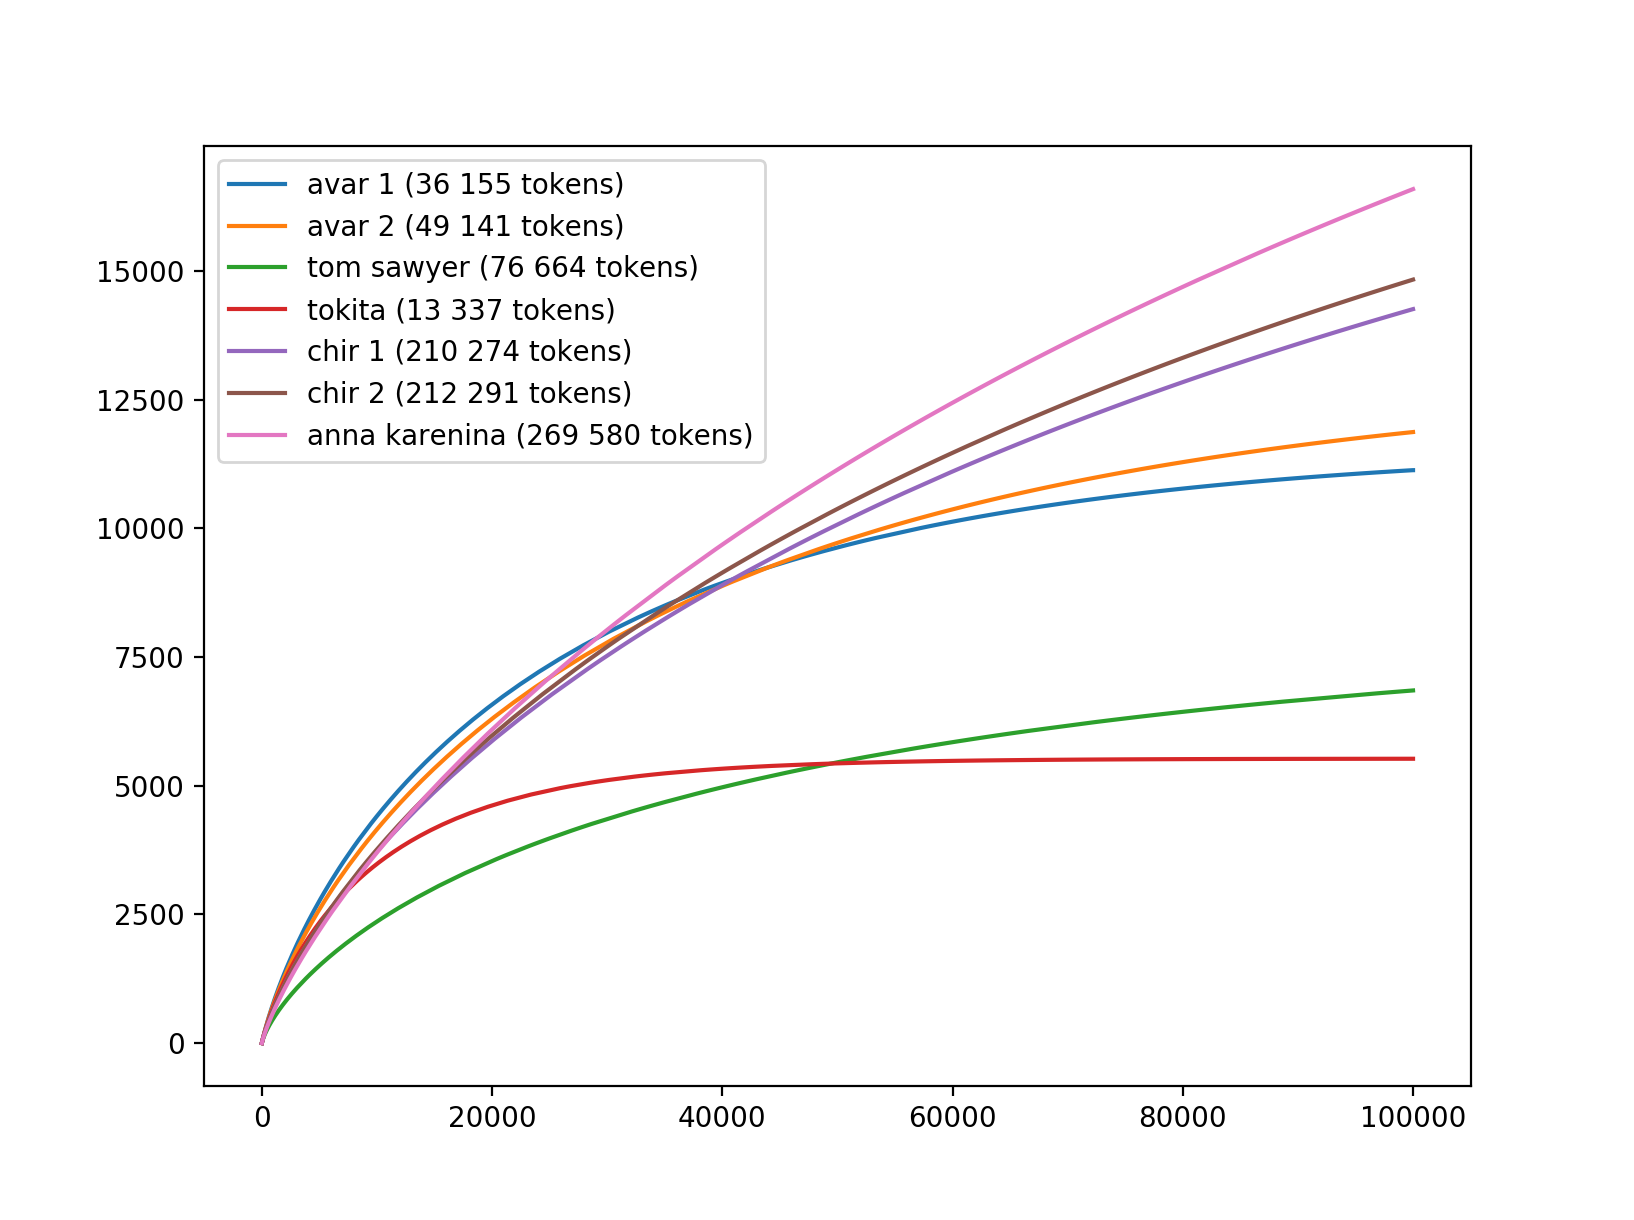 avar 1 (36 155 tokens)
avar 2 (49 141 tokens)
tom sawyer (76 664 tokens)
tokita (13 337 tokens)
chir 1 (210 274 tokens)
chir 2 (212 291 tokens)
anna karenina (269 580 tokens)
15000
12500
10000
7500
5000
2500
0
0 20000 40000 60000 80000 100000